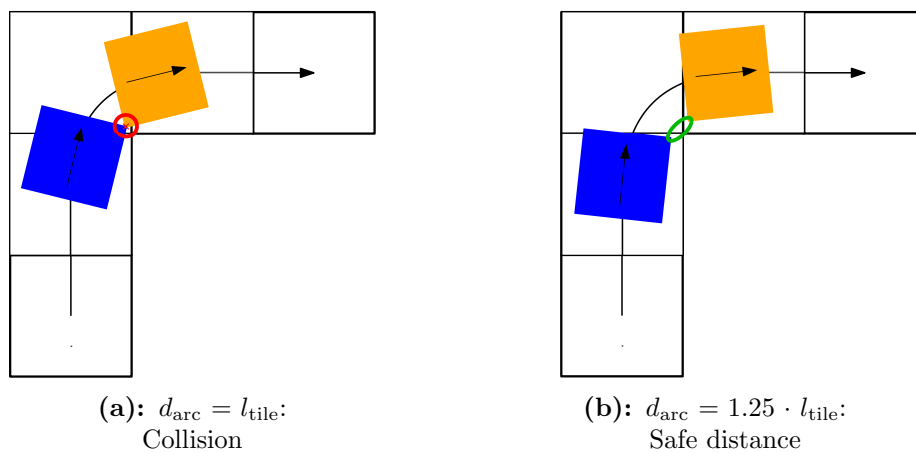 (a): d_arc = l_tile:
Collision
(b): d_arc = 1.25 · l_tile:
Safe distance